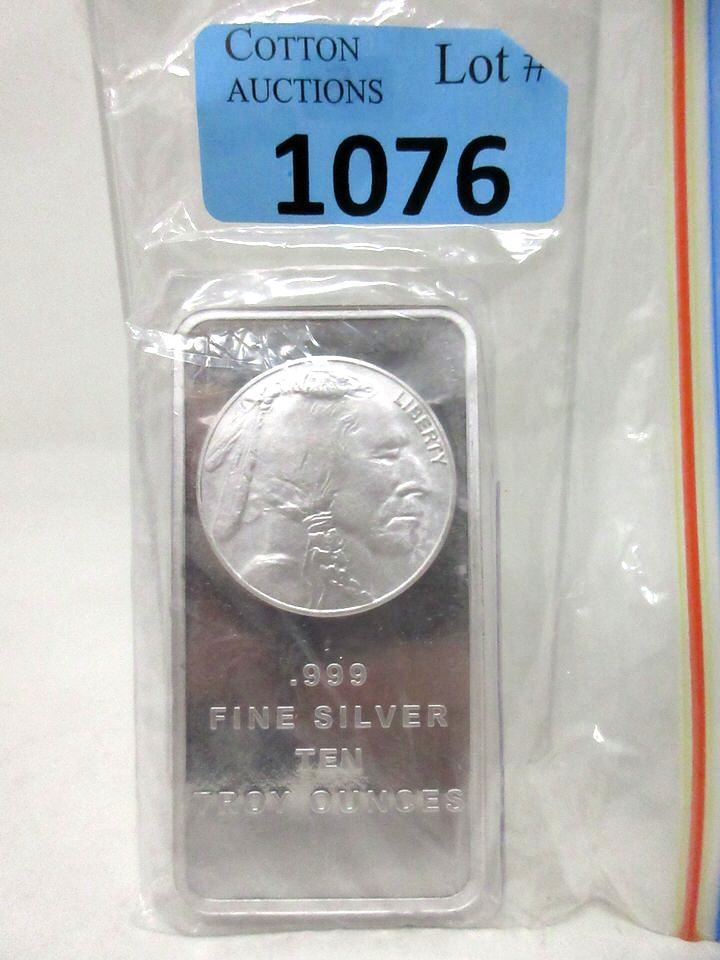 COTTON
AUCTIONS
Lot #
1076
LIBERTY
.999
FINE SILVER
TEN
TROY OUNCES